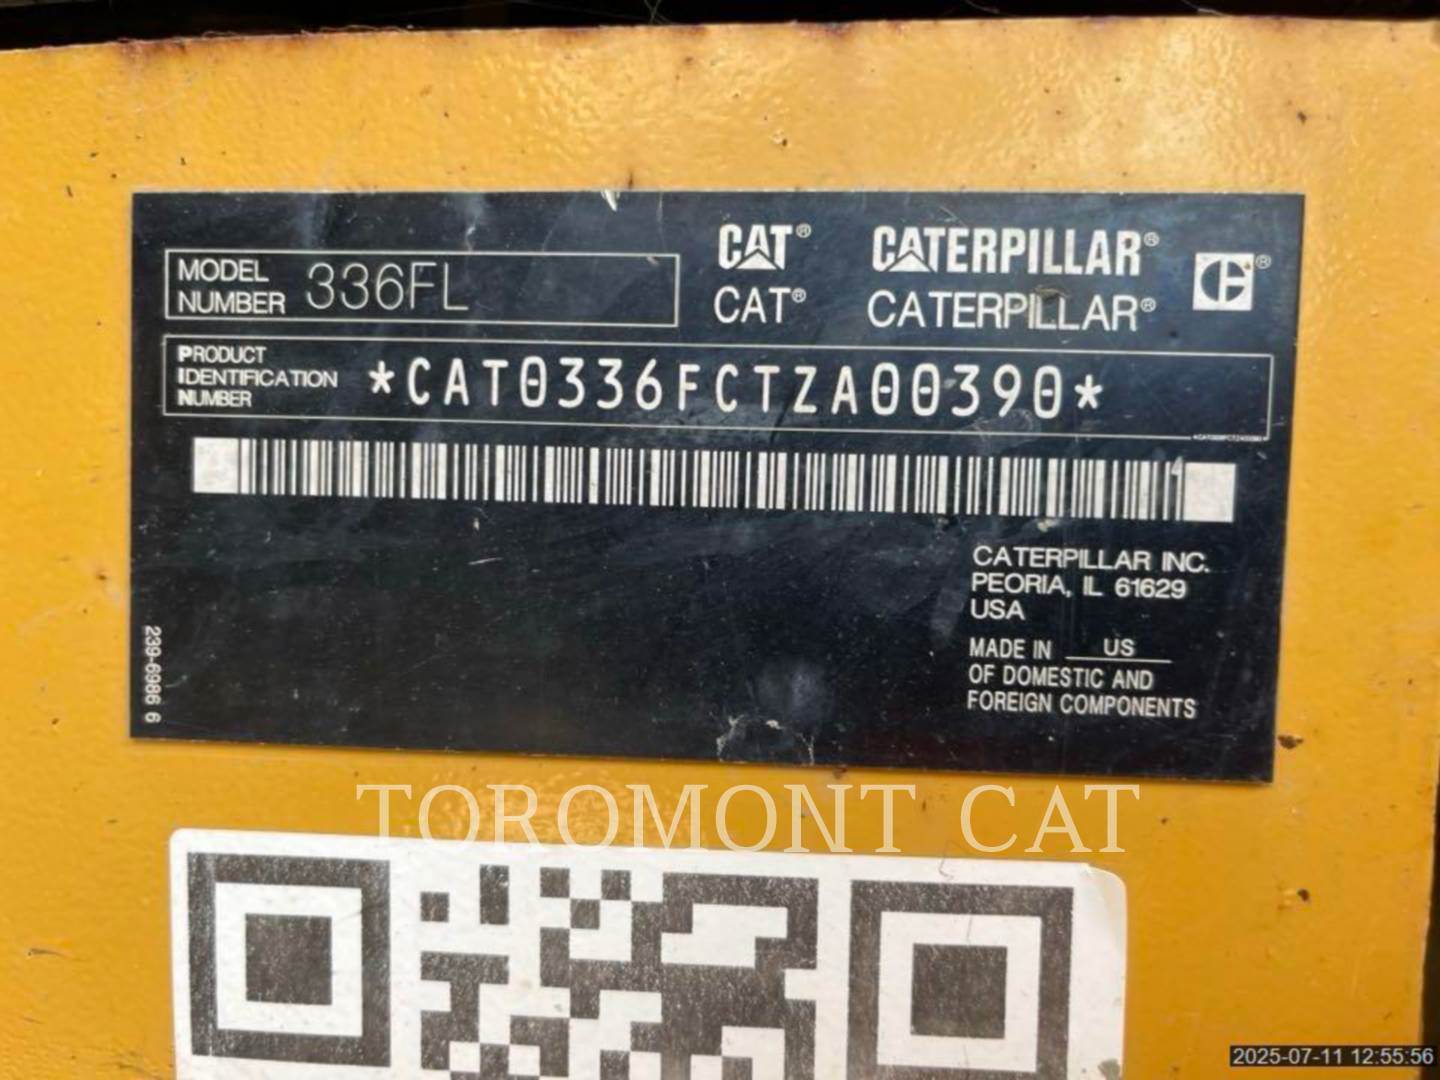 CAT® CATERPILLAR®
MODEL NUMBER 336FL
CAT® CATERPILLAR®
PRODUCT IDENTIFICATION NUMBER *CAT0336FCTZA00390*
CATERPILLAR INC.
PEORIA, IL 61629
USA
MADE IN US
OF DOMESTIC AND
FOREIGN COMPONENTS
239-6986 6
TOROMONT CAT
2025-07-11 12:55:56